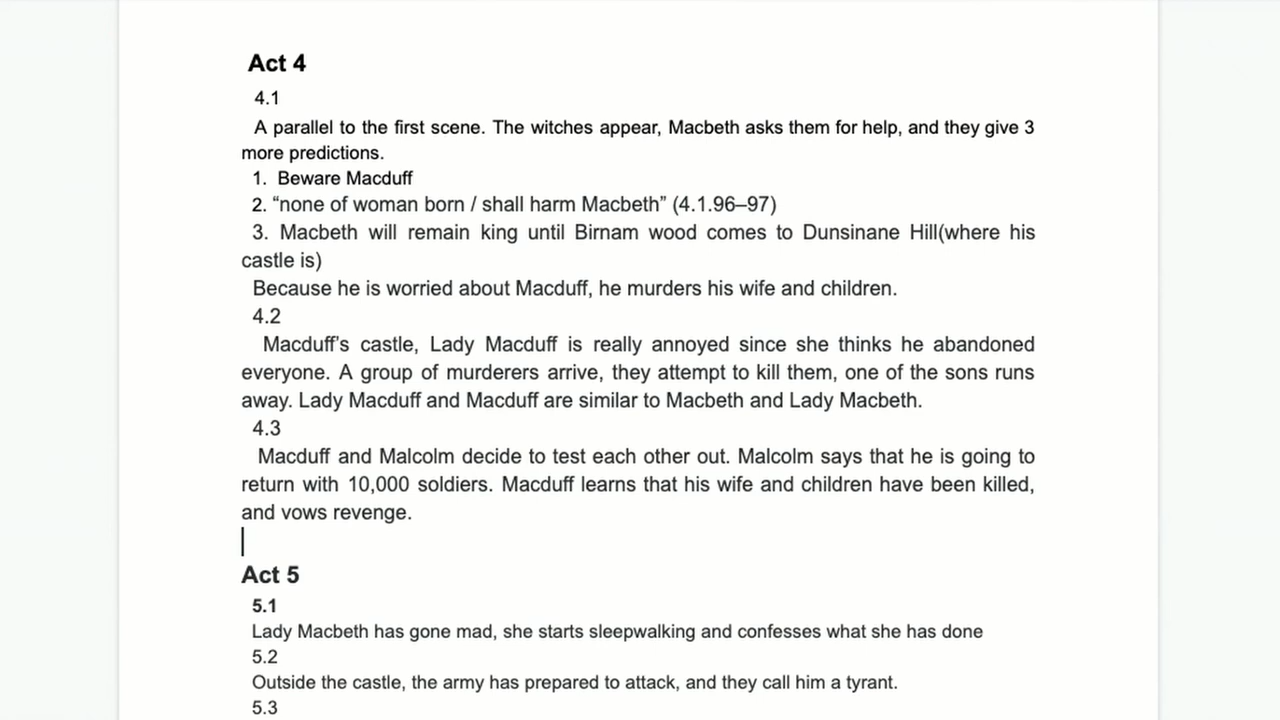 Act 4
4.1
A parallel to the first scene. The witches appear, Macbeth asks them for help, and they give 3
more predictions.
1. Beware Macduff
2. “none of woman born / shall harm Macbeth” (4.1.96–97)
3. Macbeth will remain king until Birnam wood comes to Dunsinane Hill(where his
castle is)
Because he is worried about Macduff, he murders his wife and children.
4.2
Macduff’s castle, Lady Macduff is really annoyed since she thinks he abandoned
everyone. A group of murderers arrive, they attempt to kill them, one of the sons runs
away. Lady Macduff and Macduff are similar to Macbeth and Lady Macbeth.
4.3
Macduff and Malcolm decide to test each other out. Malcolm says that he is going to
return with 10,000 soldiers. Macduff learns that his wife and children have been killed,
and vows revenge.
Act 5
5.1
Lady Macbeth has gone mad, she starts sleepwalking and confesses what she has done
5.2
Outside the castle, the army has prepared to attack, and they call him a tyrant.
5.3